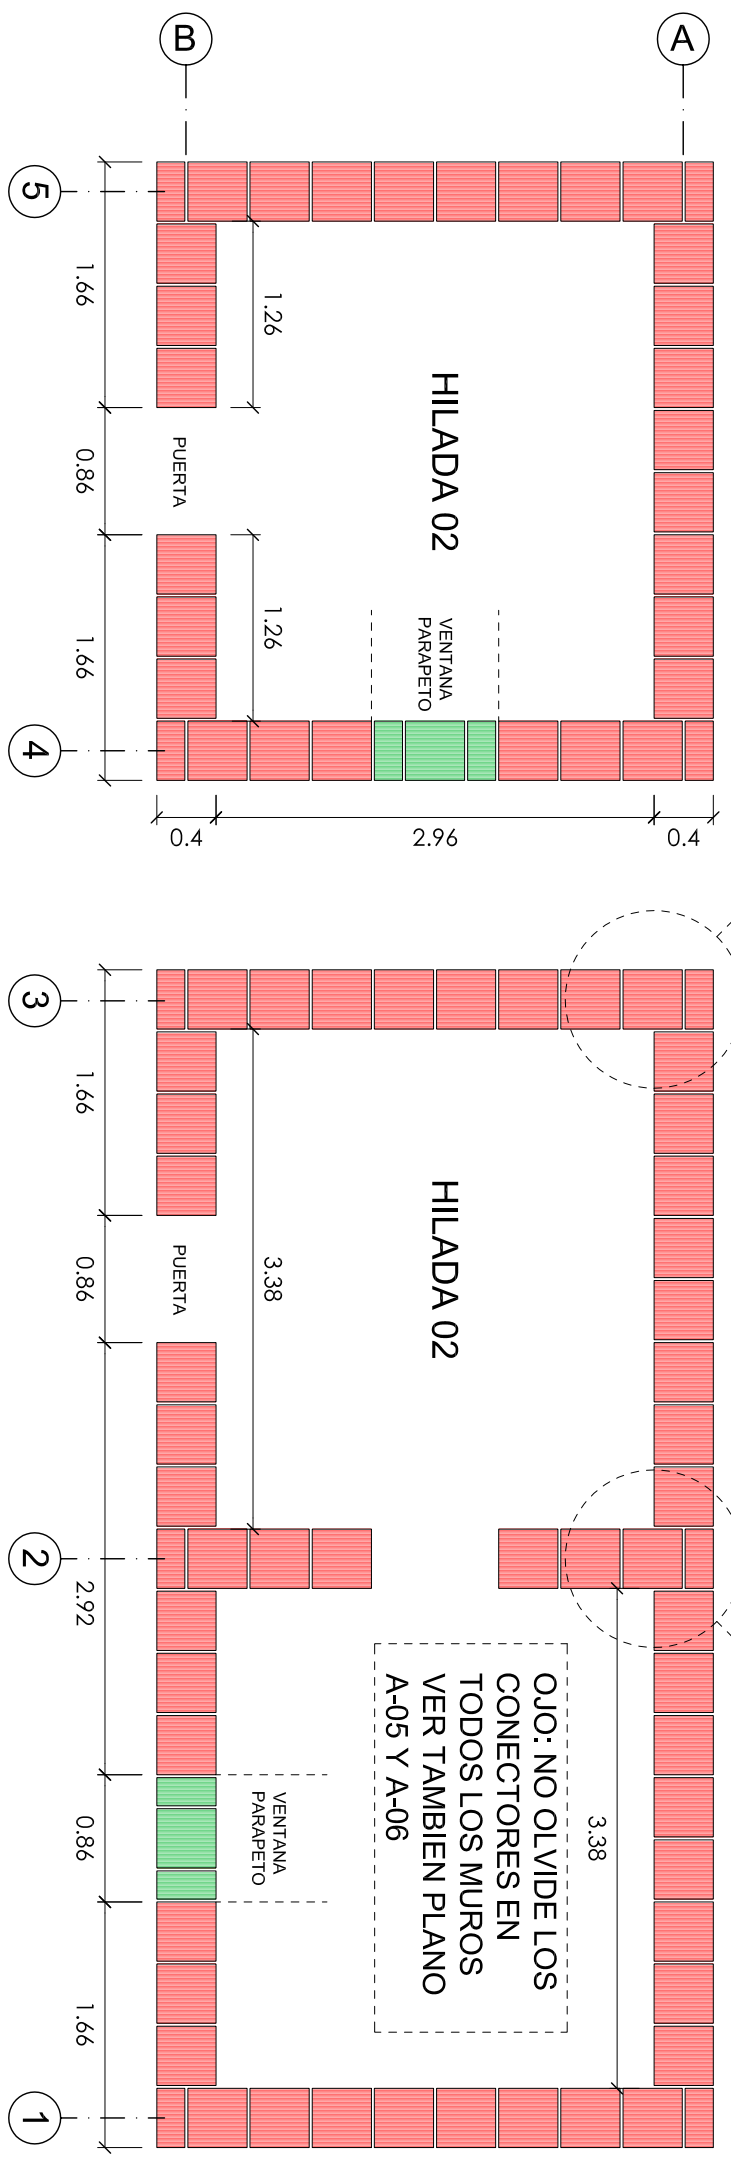 B
A
5
1.66
1.26
HILADA 02
0.86
PUERTA
1.66
1.26
VENTANA
PARAPETO
4
0.4
2.96
0.4
3
1.66
HILADA 02
0.86
PUERTA
3.38
2
2.92
OJO: NO OLVIDE LOS
CONECTORES EN
TODOS LOS MUROS
VER TAMBIEN PLANO
A-05 Y A-06
3.38
0.86
VENTANA
PARAPETO
1.66
1